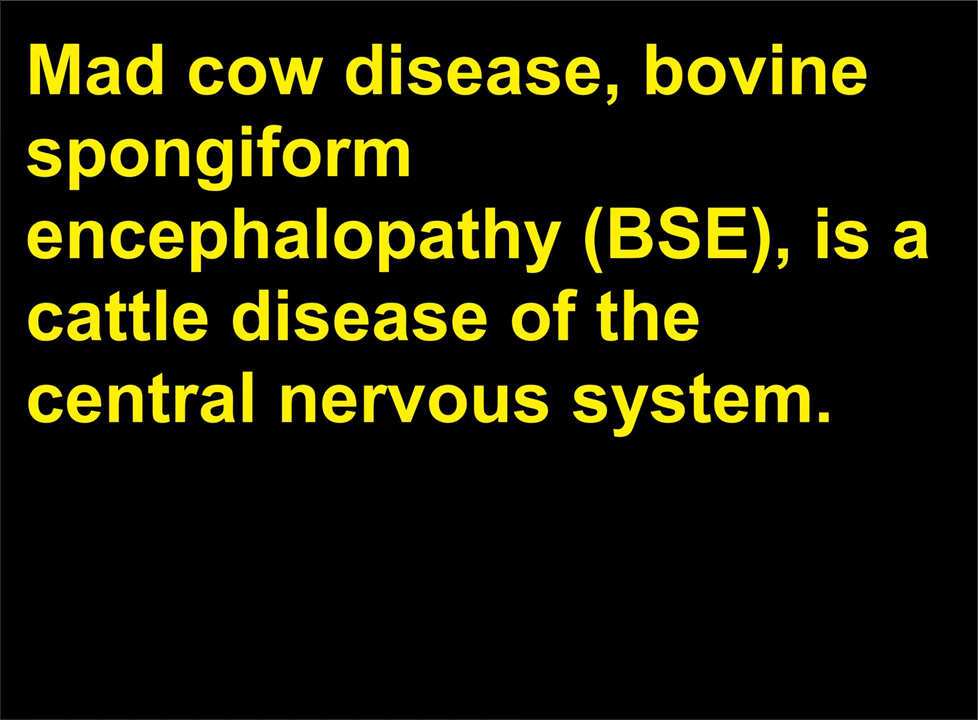 Mad cow disease, bovine
spongiform
encephalopathy (BSE), is a
cattle disease of the
central nervous system.